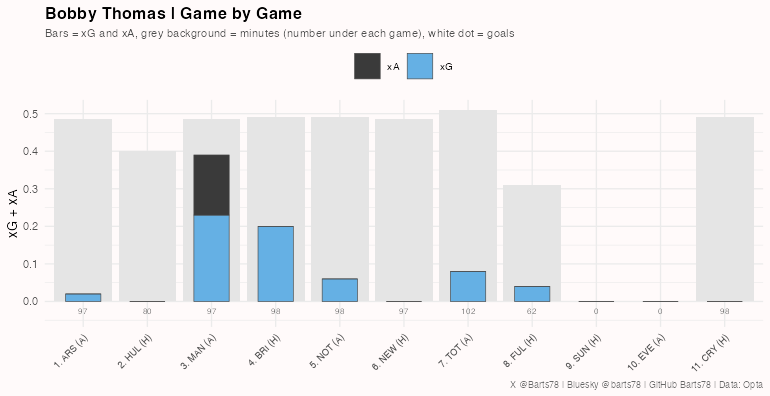 Bobby Thomas | Game by Game
Bars = xG and xA, grey background = minutes (number under each game), white dot = goals
xA xG
xG + xA
0.5
0.4
0.3
0.2
0.1
0.0
97 80 97 98 98 97 102 62 0 0 98
1. ARS (A)
2. HUL (H)
3. MAN (A)
4. BRI (H)
5. NOT (A)
6. NEW (H)
7. TOT (A)
8. FUL (H)
9. SUN (H)
10. EVE (A)
11. CRY (H)
X @Barts78 | Bluesky @barts78 | GitHub Barts78 | Data: Opta